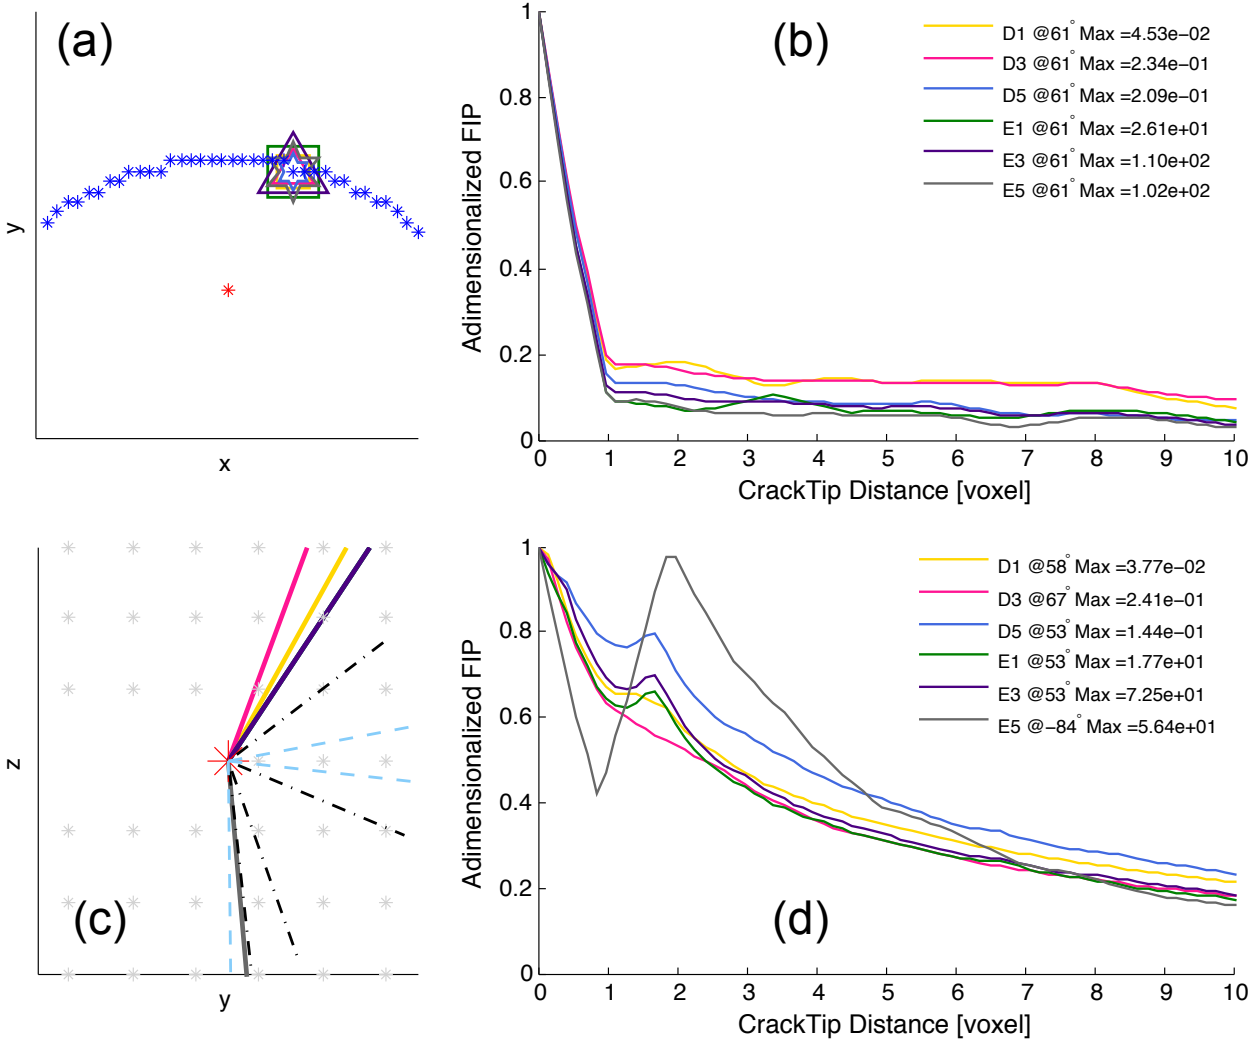 (a)
y
x
(b)
Adimensionalized FIP
1
0.8
0.6
0.4
0.2
0
0 1 2 3 4 5 6 7 8 9 10
CrackTip Distance [voxel]
D1 @61° Max =4.53e−02
D3 @61° Max =2.34e−01
D5 @61° Max =2.09e−01
E1 @61° Max =2.61e+01
E3 @61° Max =1.10e+02
E5 @61° Max =1.02e+02
(c)
z
y
(d)
Adimensionalized FIP
1
0.8
0.6
0.4
0.2
0
0 1 2 3 4 5 6 7 8 9 10
CrackTip Distance [voxel]
D1 @58° Max =3.77e−02
D3 @67° Max =2.41e−01
D5 @53° Max =1.44e−01
E1 @53° Max =1.77e+01
E3 @53° Max =7.25e+01
E5 @−84° Max =5.64e+01